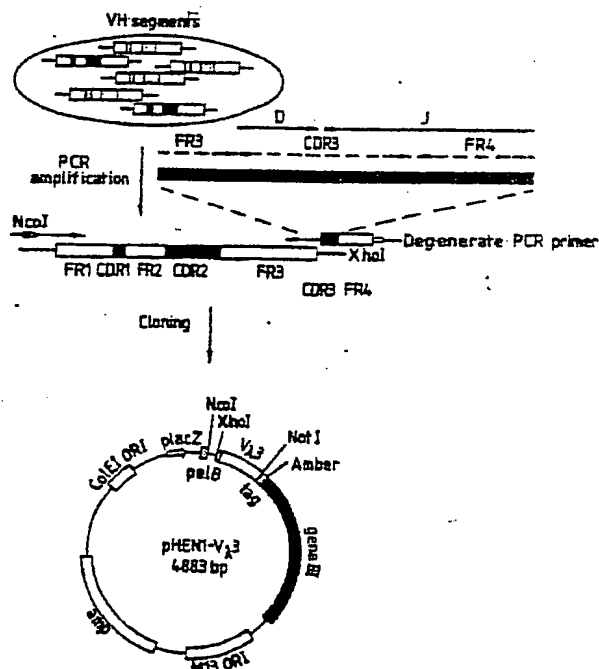 VH segments
D J
FR3 CDR3 FR4
PCR
amplification
NcoI
Degenerate PCR primer
XhoI
FR1 CDR1 FR2 CDR2 FR3
CDR3 FR4
Cloning
NcoI
XhoI
placZ
Vλ3
NotI
Amber
ColE1 ORI
pelB
tag
gene III
pHEN1-Vλ3
4883 bp
M13 ORI